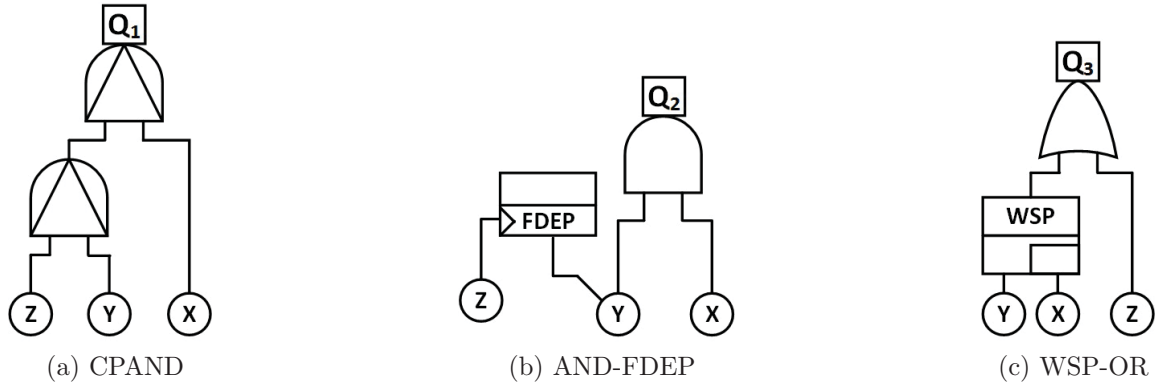 Q1
Z Y X
(a) CPAND
Q2
FDEP
Z Y X
(b) AND-FDEP
Q3
WSP
Y X Z
(c) WSP-OR